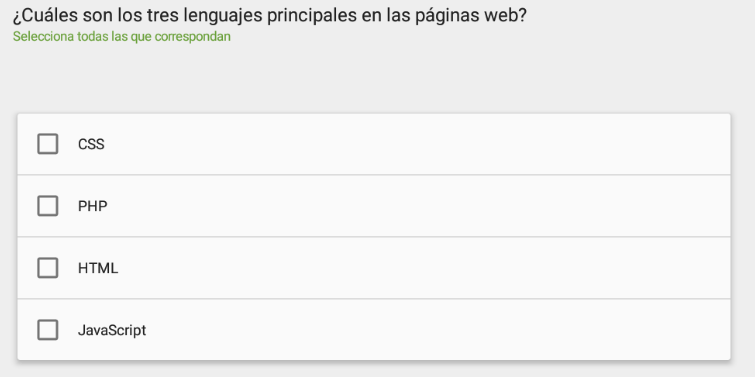 ¿Cuáles son los tres lenguajes principales en las páginas web?
Selecciona todas las que correspondan
CSS
PHP
HTML
JavaScript